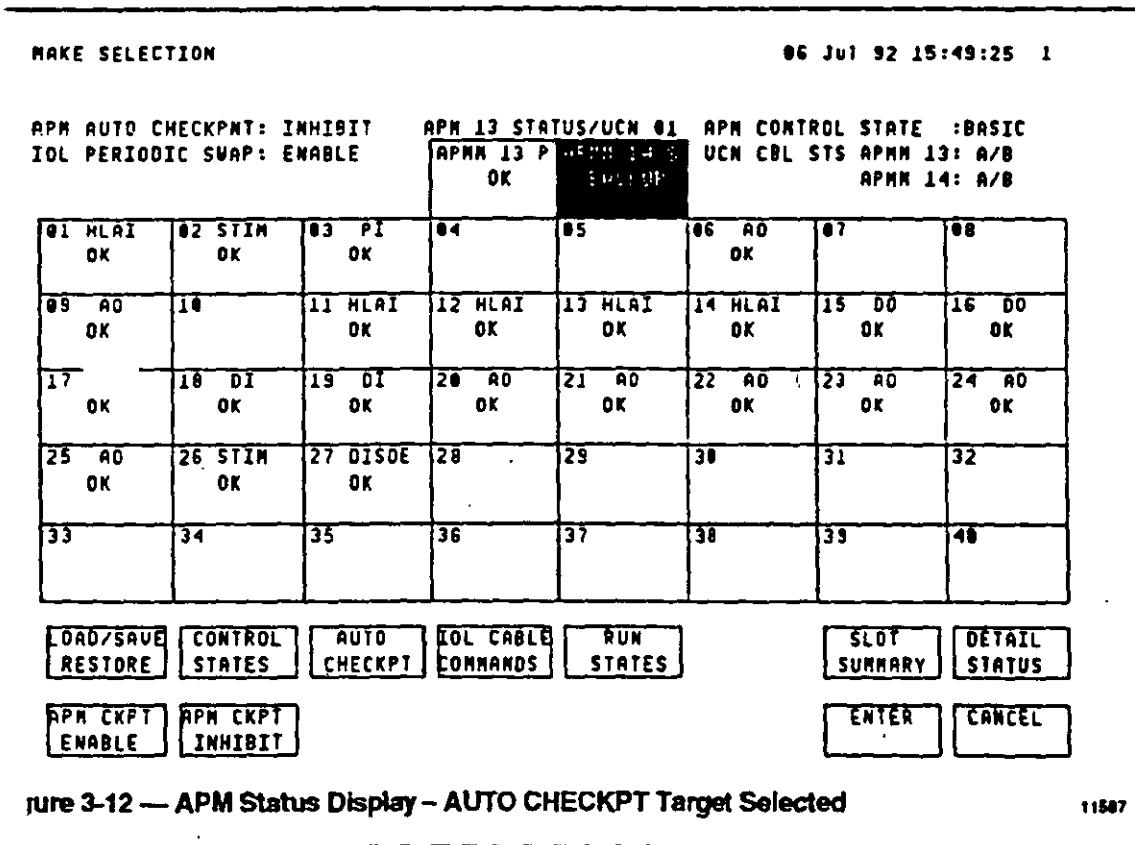 MAKE SELECTION 06 Jul 92 15:49:25 1
APM AUTO CHECKPNT: INHIBIT APM 13 STATUS/UCN 01 APM CONTROL STATE :BASIC
IOL PERIODIC SWAP: ENABLE APMM 13 P APMM 14 S UCN CBL STS APMM 13: A/B
OK BACKUP APMM 14: A/B
01 HLAI 02 STIM 03 PI 04 05 06 AO 07 08
OK OK OK OK
09 AO 10 11 HLAI 12 HLAI 13 HLAI 14 HLAI 15 DO 16 DO
OK OK OK OK OK OK OK
17 18 DI 19 DI 20 AO 21 AO 22 AO 23 AO 24 AO
OK OK OK OK OK OK OK OK
25 AO 26 STIM 27 DISOE 28 29 30 31 32
OK OK OK
33 34 35 36 37 38 39 40
LOAD/SAVE CONTROL AUTO IOL CABLE RUN SLOT DETAIL
RESTORE STATES CHECKPT COMMANDS STATES SUMMARY STATUS
APM CKPT APM CKPT ENTER CANCEL
ENABLE INHIBIT
ure 3-12 — APM Status Display – AUTO CHECKPT Target Selected 11587